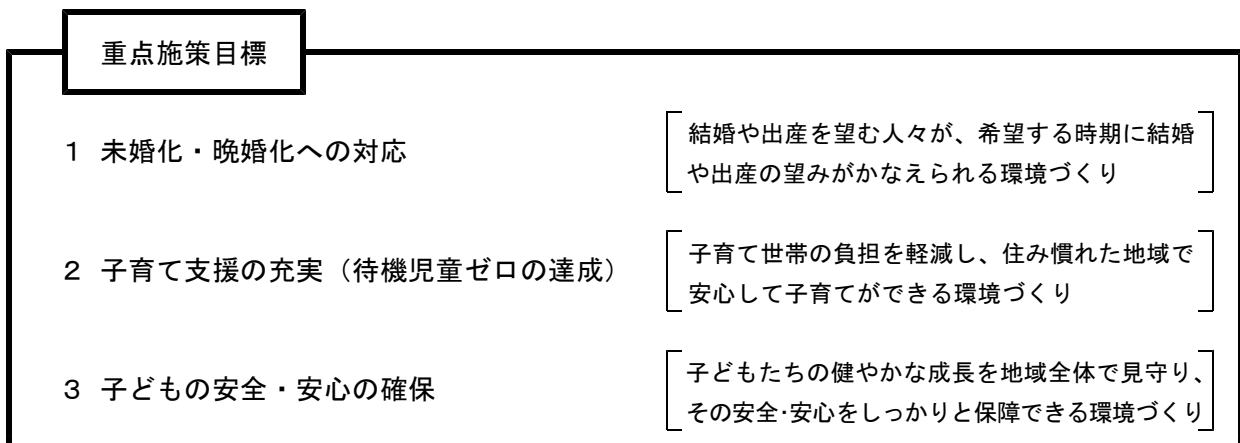 重点施策目標
1 未婚化・晩婚化への対応
結婚や出産を望む人々が、希望する時期に結婚
や出産の望みがかなえられる環境づくり
2 子育て支援の充実（待機児童ゼロの達成）
子育て世帯の負担を軽減し、住み慣れた地域で
安心して子育てができる環境づくり
3 子どもの安全・安心の確保
子どもたちの健やかな成長を地域全体で見守り、
その安全･安心をしっかりと保障できる環境づくり